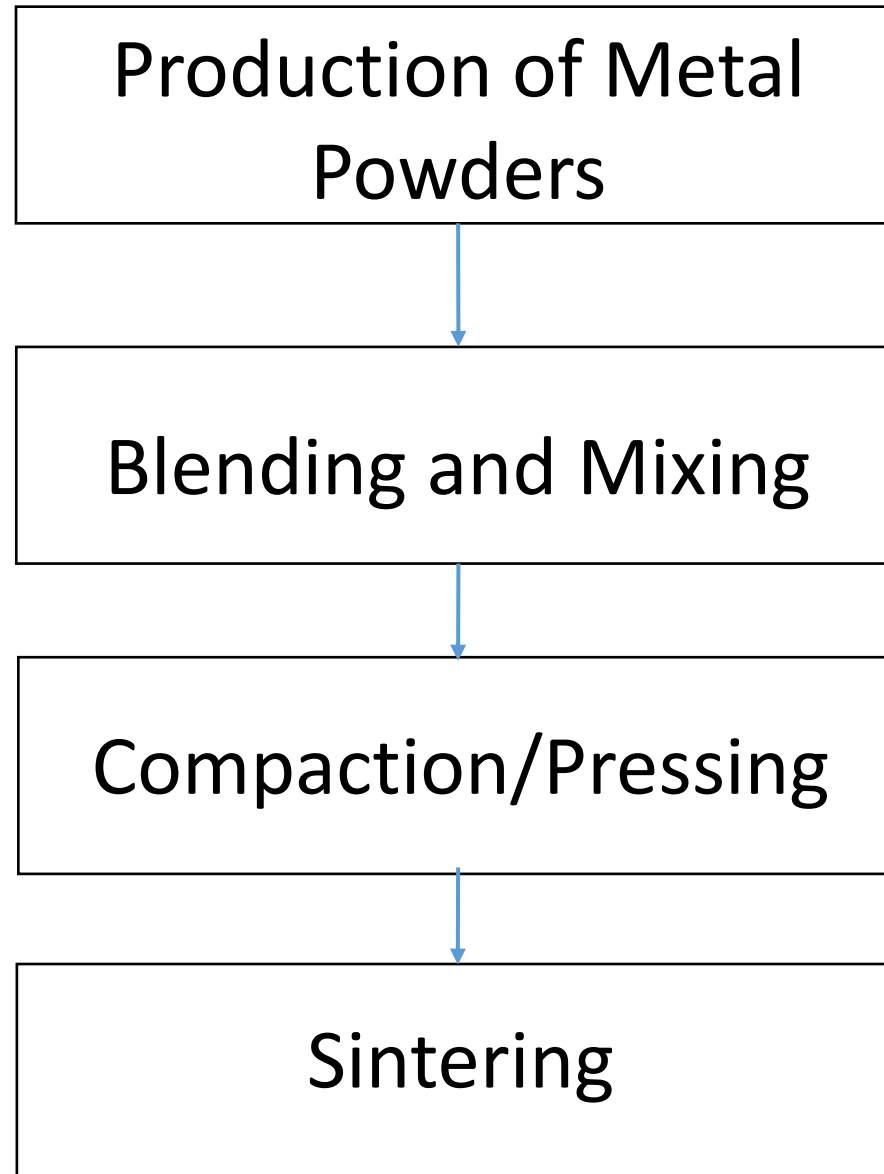 Production of Metal
Powders
Blending and Mixing
Compaction/Pressing
Sintering